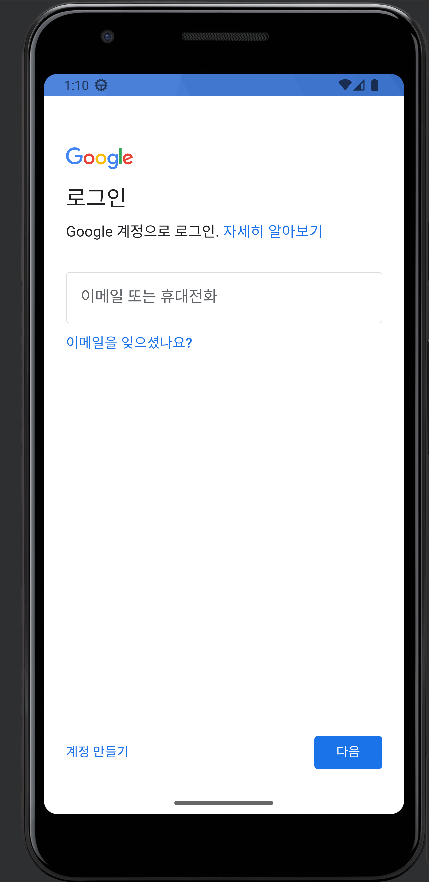 1:10
Google
로그인
Google 계정으로 로그인. 자세히 알아보기
이메일 또는 휴대전화
이메일을 잊으셨나요?
계정 만들기
다음